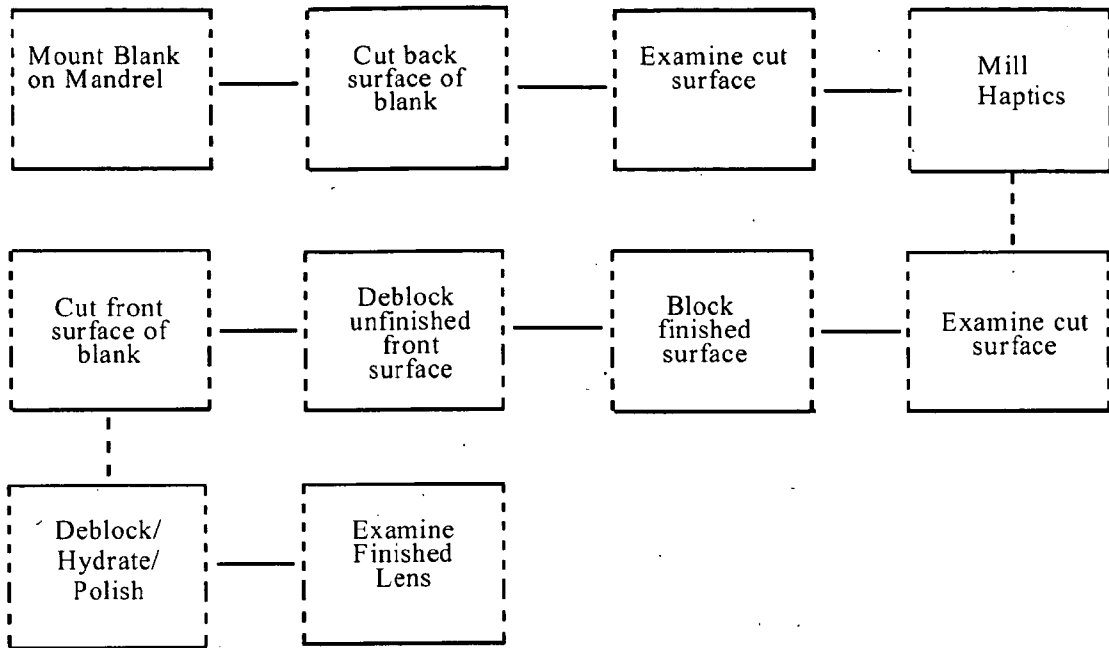 Mount Blank
on Mandrel
Cut back
surface of
blank
Examine cut
surface
Mill
Haptics
Cut front
surface of
blank
Deblock
unfinished
front
surface
Block
finished
surface
Examine cut
surface
Deblock/
Hydrate/
Polish
Examine
Finished
Lens